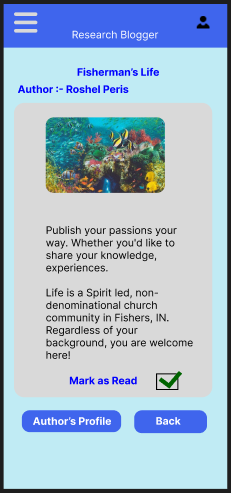 Research Blogger
Fisherman's Life
Author :- Roshel Peris
Publish your passions your
way. Whether you'd like to
share your knowledge,
experiences.
Life is a Spirit led, non-
denominational church
community in Fishers, IN.
Regardless of your
background, you are welcome
here!
Mark as Read
Author's Profile
Back